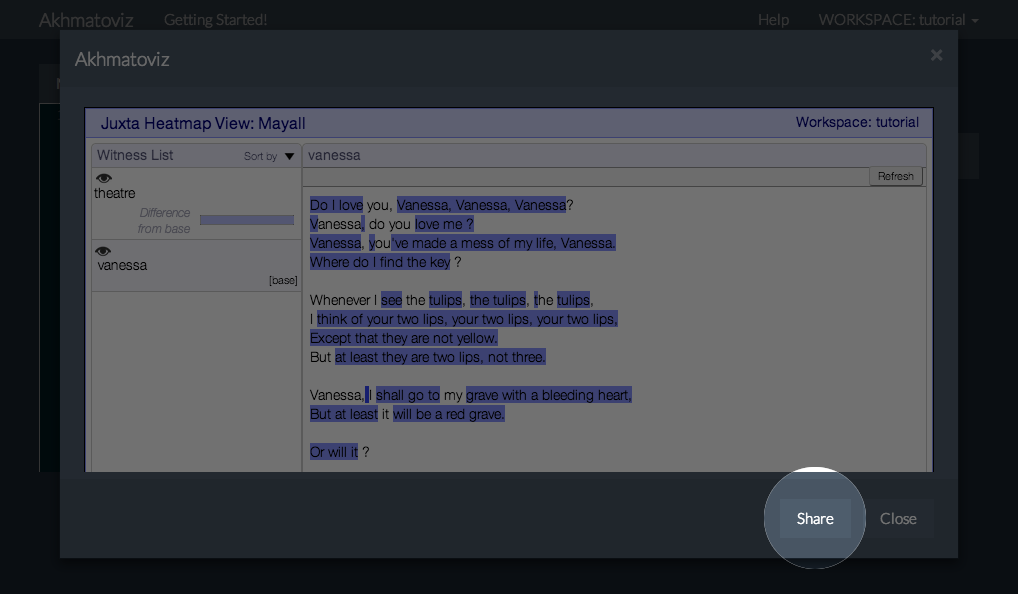 Akhmatoviz Getting Started! Help WORKSPACE: tutorial
Akhmatoviz ×
Juxta Heatmap View: Mayall Workspace: tutorial
Witness List Sort by vanessa
Refresh
theatre
Difference
from base
vanessa
[base]
Do I love you, Vanessa, Vanessa, Vanessa?
Vanessa, do you love me ?
Vanessa, you've made a mess of my life, Vanessa.
Where do I find the key ?
Whenever I see the tulips, the tulips, the tulips,
I think of your two lips, your two lips, your two lips,
Except that they are not yellow.
But at least they are two lips, not three.
Vanessa, I shall go to my grave with a bleeding heart,
But at least it will be a red grave.
Or will it ?
Share Close